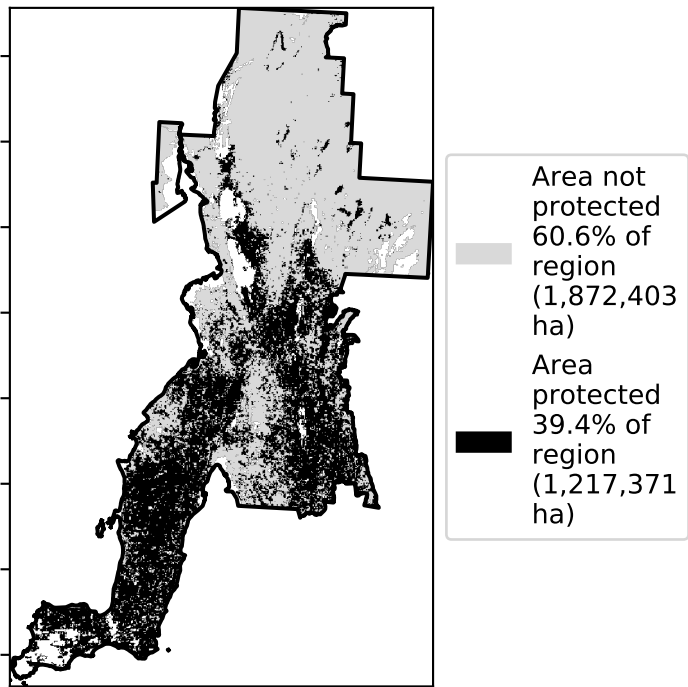 Area not
protected
60.6% of
region
(1,872,403
ha)
Area
protected
39.4% of
region
(1,217,371
ha)